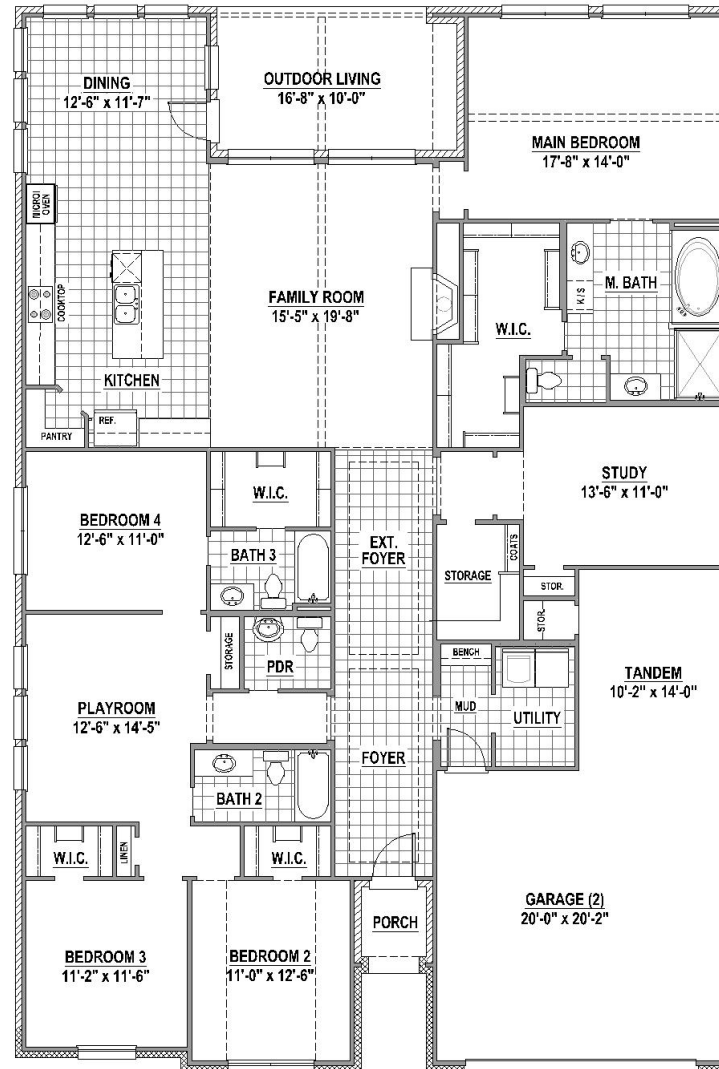 DINING
12'-6" x 11'-7"
OUTDOOR LIVING
16'-8" x 10'-0"
MAIN BEDROOM
17'-8" x 14'-0"
MICRO/
OVEN
COOKTOP
FAMILY ROOM
15'-5" x 19'-8"
W.I.C.
K/S
M. BATH
KITCHEN
PANTRY
REF.
STUDY
13'-6" x 11'-0"
BEDROOM 4
12'-6" x 11'-0"
W.I.C.
BATH 3
EXT.
FOYER
COATS
STORAGE
STOR.
STOR.
STORAGE
PDR
BENCH
MUD
UTILITY
TANDEM
10'-2" x 14'-0"
PLAYROOM
12'-6" x 14'-5"
FOYER
BATH 2
W.I.C.
LINEN
W.I.C.
PORCH
GARAGE (2)
20'-0" x 20'-2"
BEDROOM 3
11'-2" x 11'-6"
BEDROOM 2
11'-0" x 12'-6"